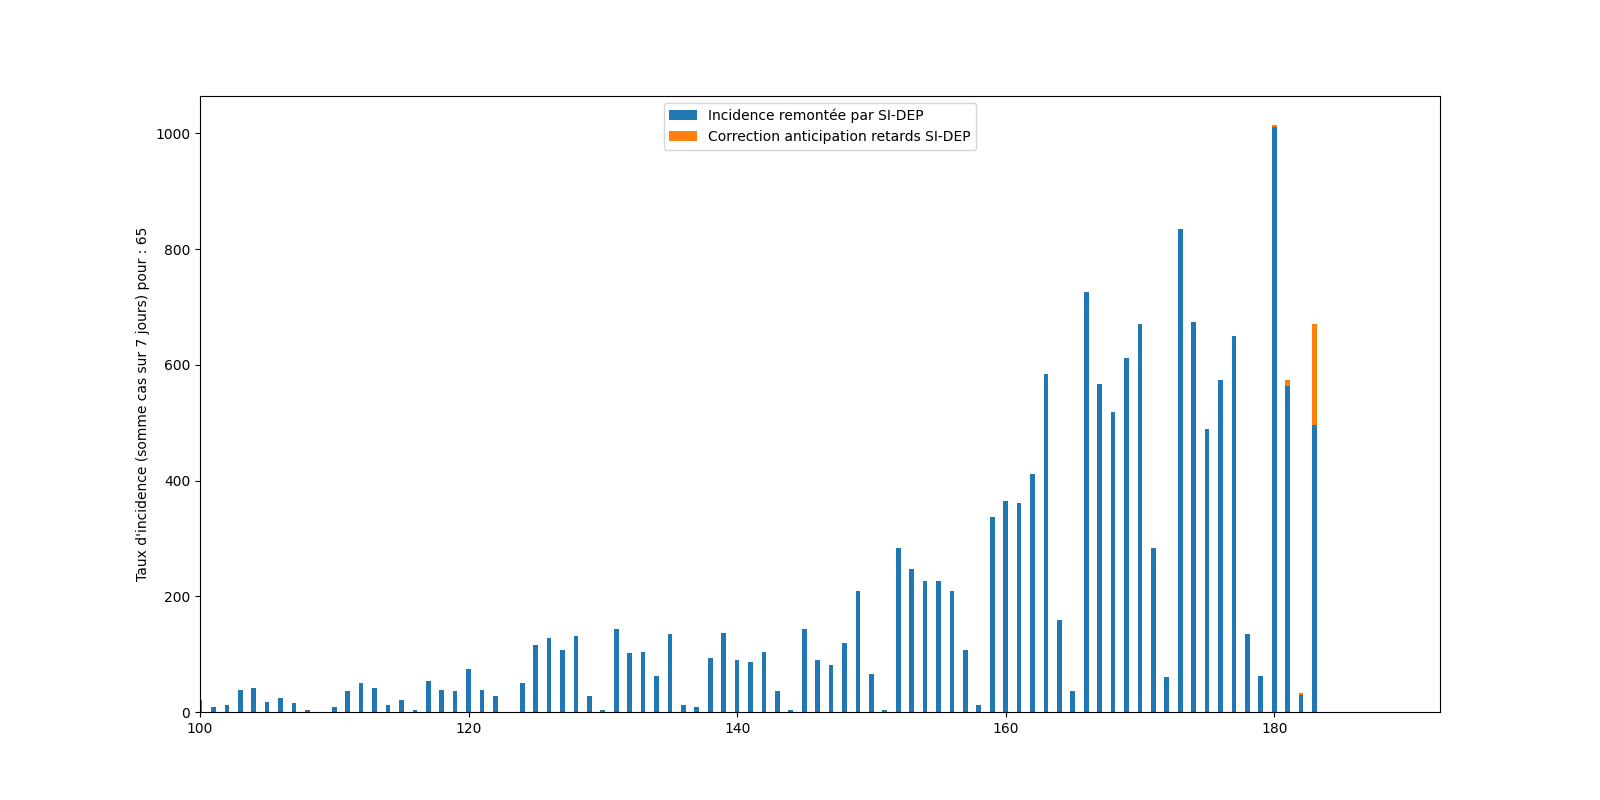 Incidence remontée par SI-DEP
Correction anticipation retards SI-DEP
Taux d'incidence (somme cas sur 7 jours) pour : 65
1000
800
600
400
200
0
100 120 140 160 180